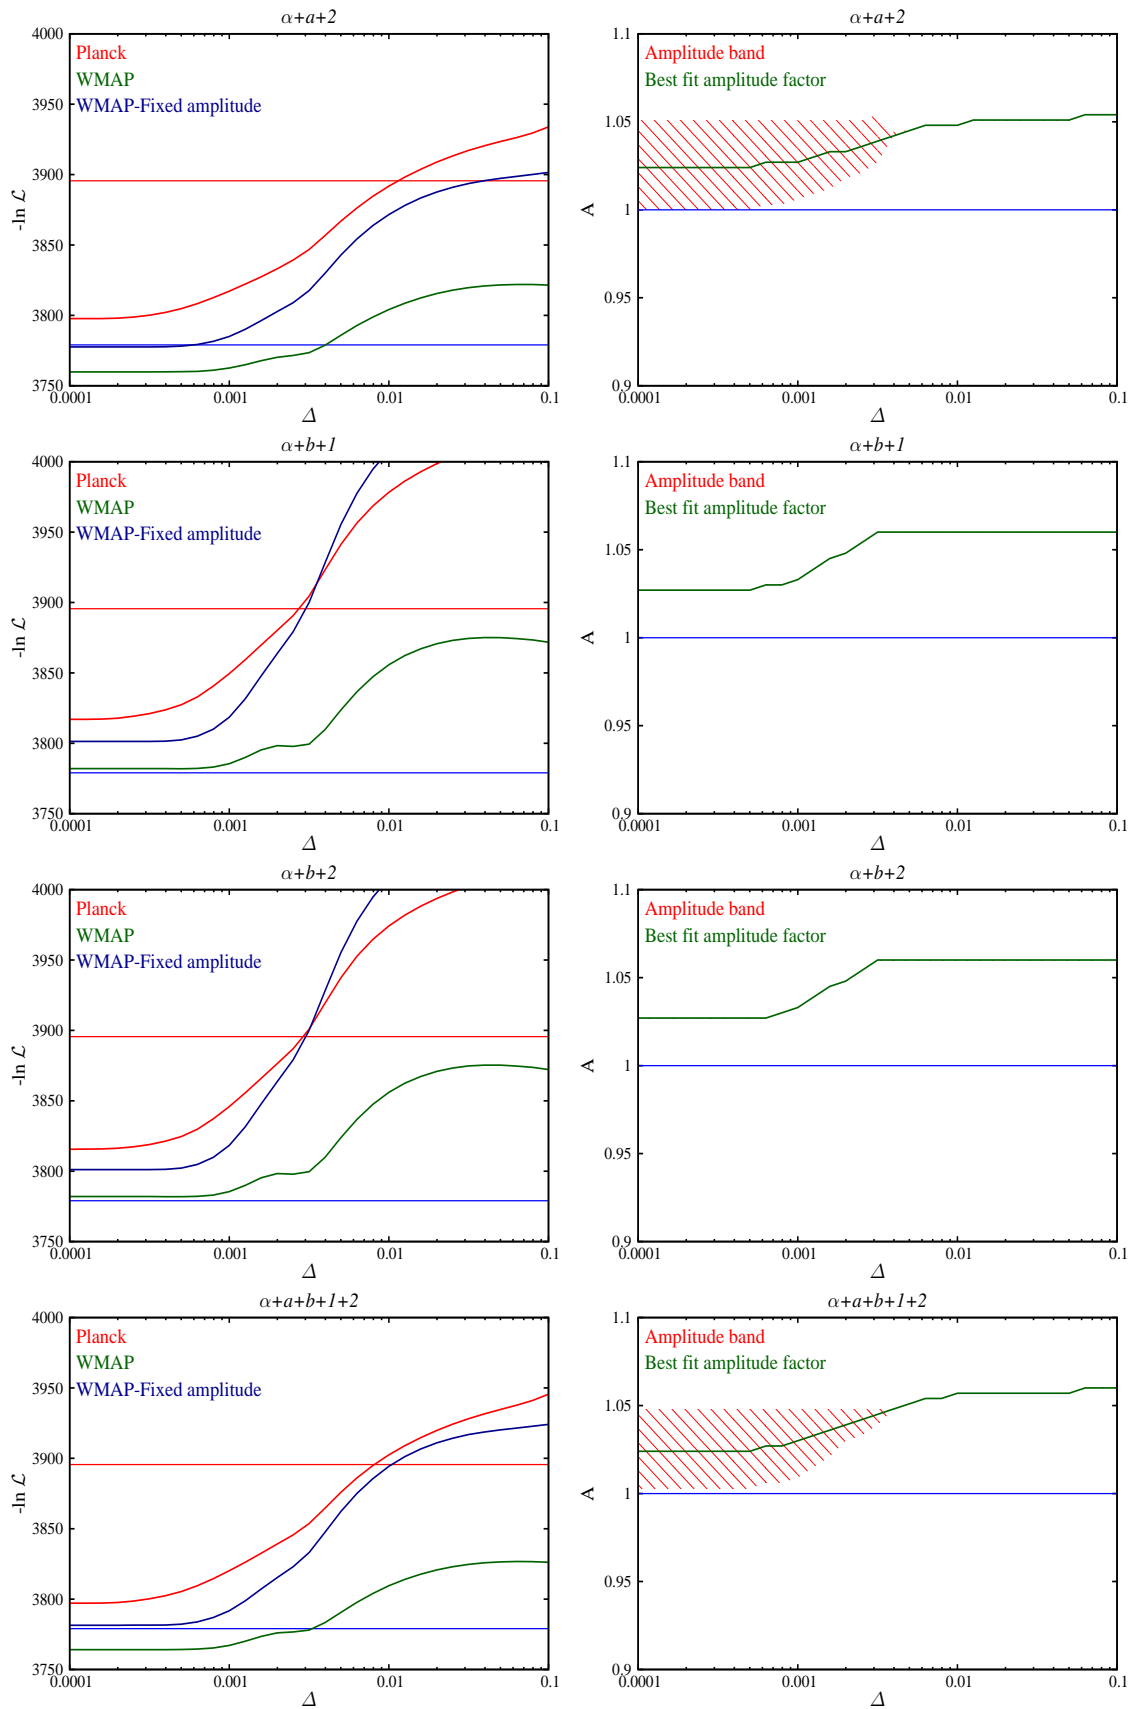 α+a+2
4000
Planck
WMAP
3950
WMAP-Fixed amplitude
3900
-ln ℒ
3850
3800
3750
0.0001
0.001
0.01
0.1
Δ
α+a+2
1.1
Amplitude band
Best fit amplitude factor
1.05
A
1
0.95
0.9
0.0001
0.001
0.01
0.1
Δ
α+b+1
4000
Planck
WMAP
3950
WMAP-Fixed amplitude
3900
-ln ℒ
3850
3800
3750
0.0001
0.001
0.01
0.1
Δ
α+b+1
1.1
Amplitude band
Best fit amplitude factor
1.05
A
1
0.95
0.9
0.0001
0.001
0.01
0.1
Δ
α+b+2
4000
Planck
WMAP
3950
WMAP-Fixed amplitude
3900
-ln ℒ
3850
3800
3750
0.0001
0.001
0.01
0.1
Δ
α+b+2
1.1
Amplitude band
Best fit amplitude factor
1.05
A
1
0.95
0.9
0.0001
0.001
0.01
0.1
Δ
α+a+b+1+2
4000
Planck
WMAP
3950
WMAP-Fixed amplitude
3900
-ln ℒ
3850
3800
3750
0.0001
0.001
0.01
0.1
Δ
α+a+b+1+2
1.1
Amplitude band
Best fit amplitude factor
1.05
A
1
0.95
0.9
0.0001
0.001
0.01
0.1
Δ